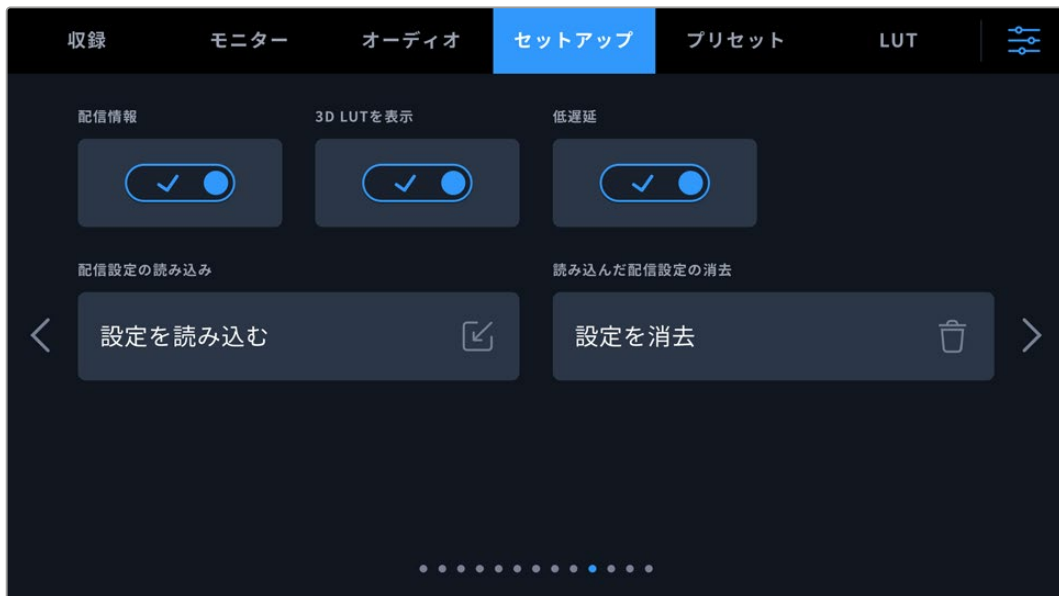 収録 モニター オーディオ セットアップ プリセット LUT
配信情報 3D LUTを表示 低遅延
配信設定の読み込み 読み込んだ配信設定の消去
設定を読み込む 設定を消去